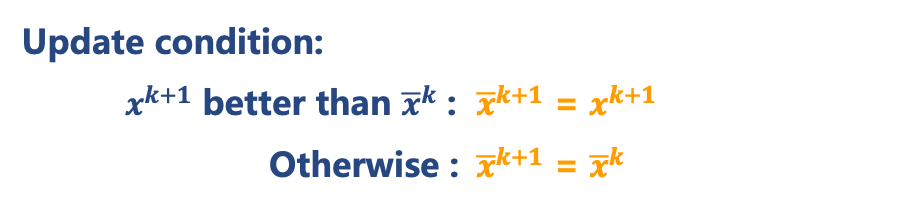 Update condition:
x^{k+1} better than x̄^k : x̄^{k+1} = x^{k+1}
Otherwise : x̄^{k+1} = x̄^k